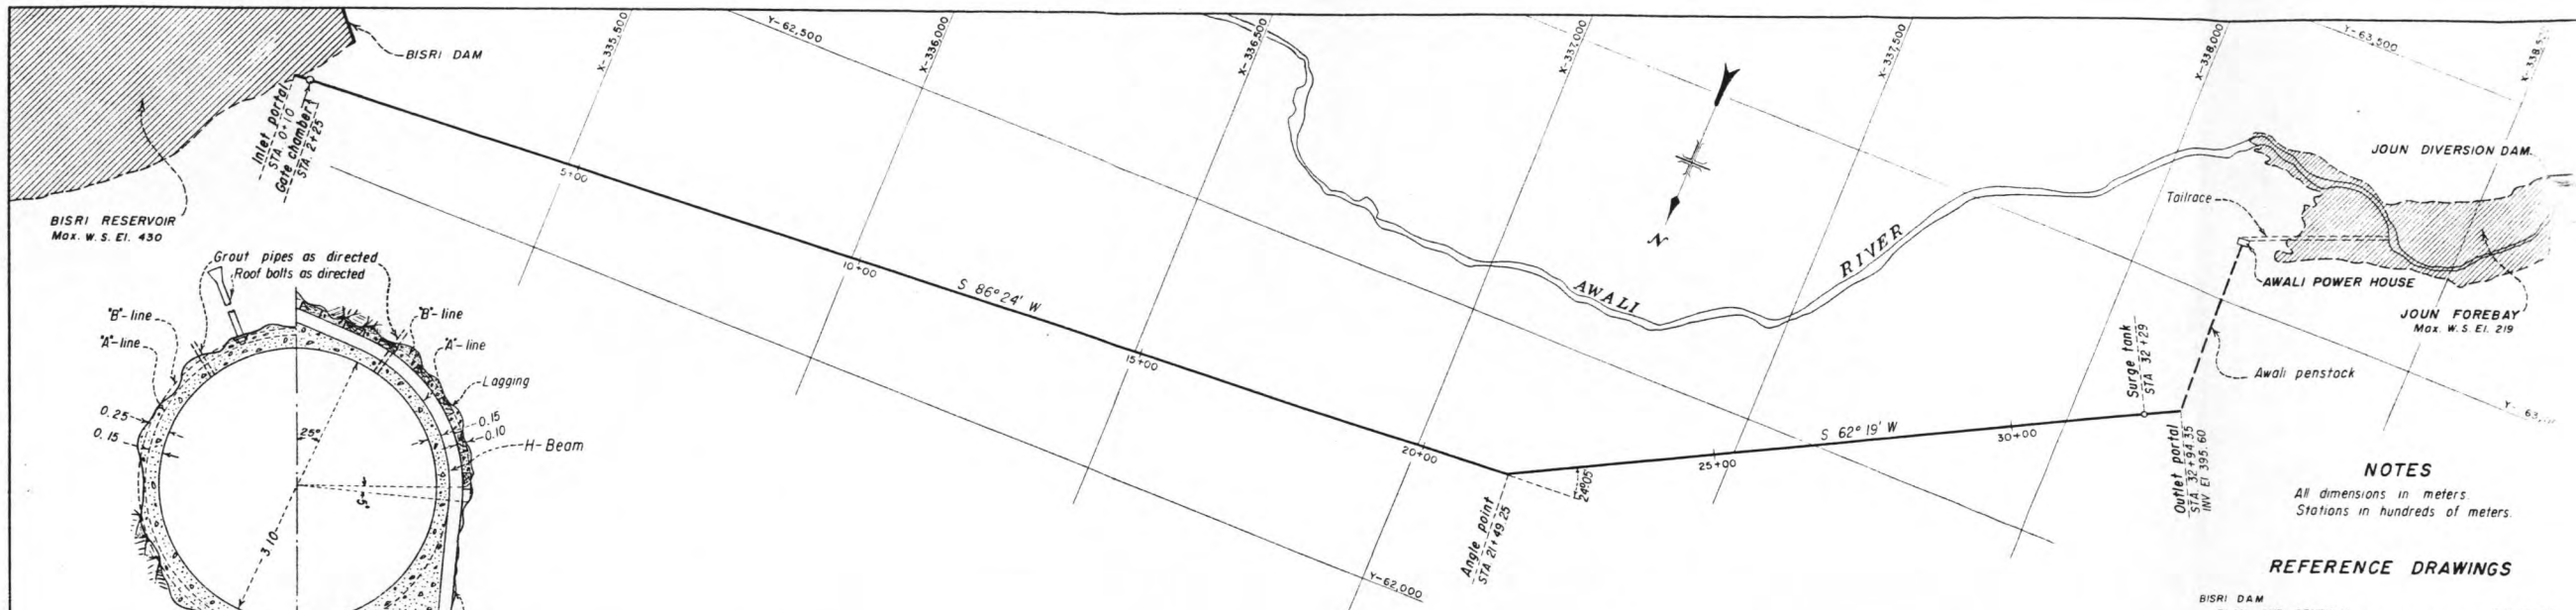 BISRI DAM
X-335,500
Y-62,500
X-336,000
X-336,500
X-337,000
X-337,500
X-338,000
Y-63,500
X-338,5
Inlet portal
STA. 0+10
Gate chamber
STA. 2+25
BISRI RESERVOIR
Max. W. S. El. 430
5+00
10+00
S 86°24' W
15+00
20+00
N
AWALI RIVER
JOUN DIVERSION DAM
Tailrace
AWALI POWER HOUSE
JOUN FOREBAY
Max. W. S. El. 219
Awali penstock
Y-63,
Surge tank
STA 32+29
S 62°19' W
25+00
30+00
24°05'
Angle point
STA. 21+49.25
Outlet portal
STA. 32+94.35
INV El 395.60
Y-62,000
Grout pipes as directed
Roof bolts as directed
"B"-line
"A"-line
"B"-line
"A"-line
Lagging
0.25
0.15
0.15
0.10
H-Beam
25°
5°
3.10
NOTES
All dimensions in meters.
Stations in hundreds of meters.
REFERENCE DRAWINGS
BISRI DAM